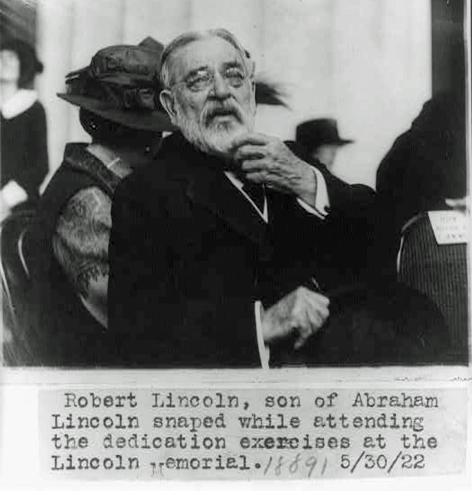 Robert Lincoln, son of Abraham
Lincoln snaped while attending
the dedication exercises at the
Lincoln Memorial. 18891 5/30/22